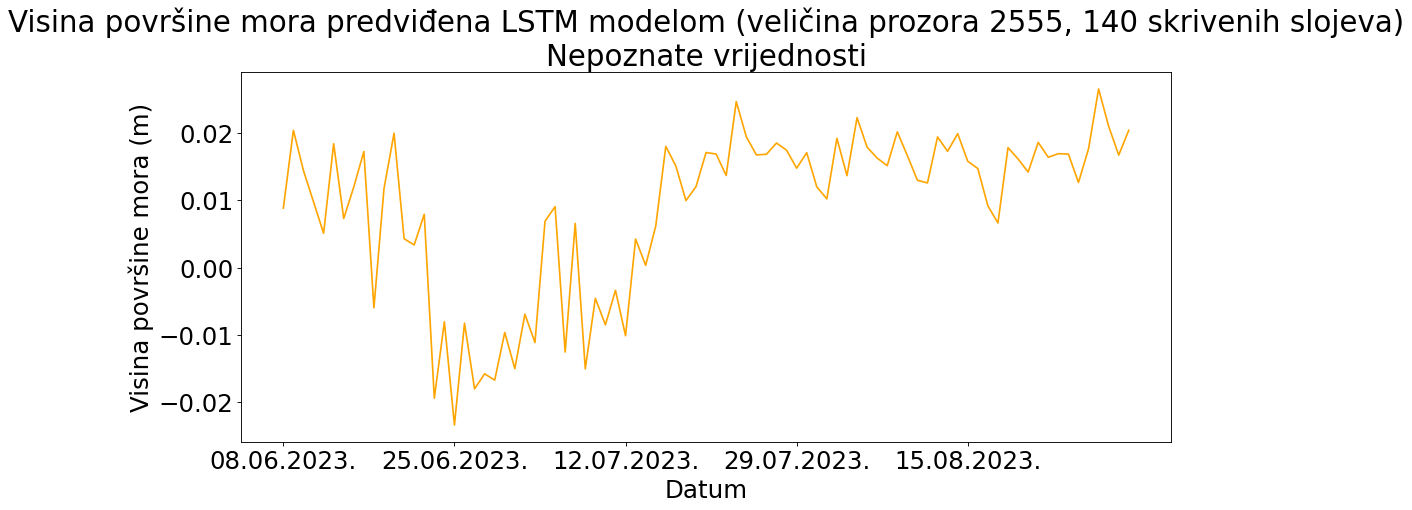 Visina površine mora predviđena LSTM modelom (veličina prozora 2555, 140 skrivenih slojeva)
Nepoznate vrijednosti
Visina površine mora (m)
0.02
0.01
0.00
−0.01
−0.02
08.06.2023. 25.06.2023. 12.07.2023. 29.07.2023. 15.08.2023.
Datum